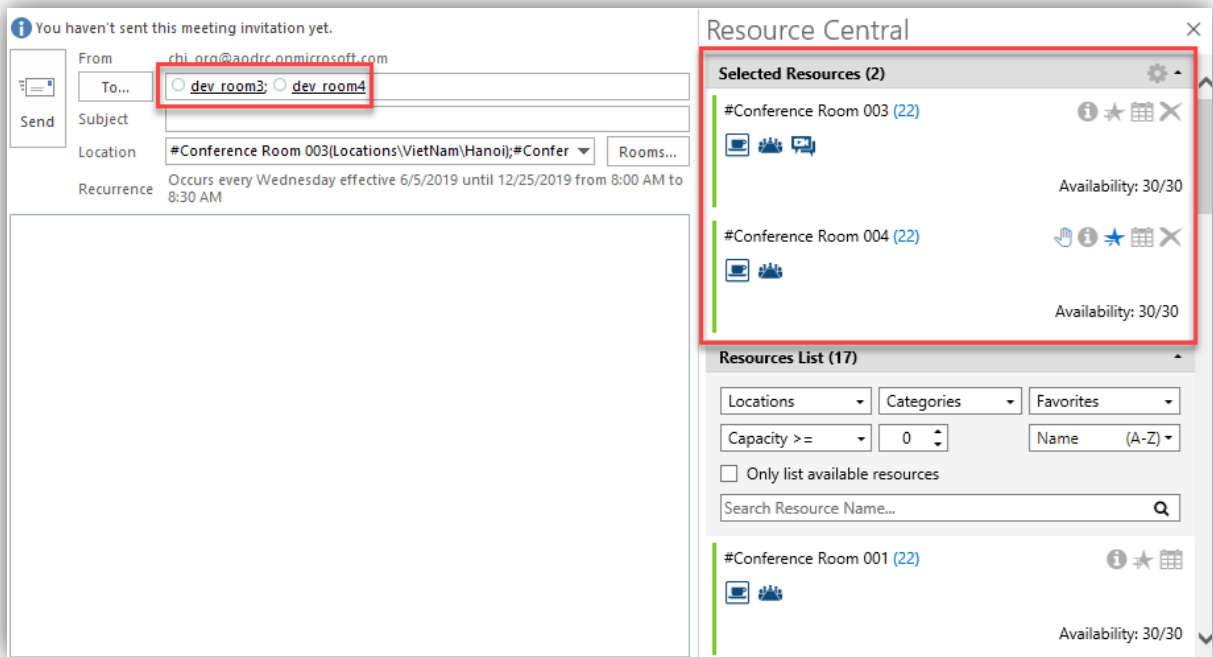 You haven't sent this meeting invitation yet.
From chi_org@aodrc.onmicrosoft.com
Send
To... dev_room3; dev_room4
Subject
Location #Conference Room 003(Locations\VietNam\Hanoi);#Confer Rooms...
Recurrence Occurs every Wednesday effective 6/5/2019 until 12/25/2019 from 8:00 AM to
8:30 AM
Resource Central
Selected Resources (2)
#Conference Room 003 (22)
Availability: 30/30
#Conference Room 004 (22)
Availability: 30/30
Resources List (17)
Locations Categories Favorites
Capacity >= 0 Name (A-Z)
Only list available resources
Search Resource Name...
#Conference Room 001 (22)
Availability: 30/30